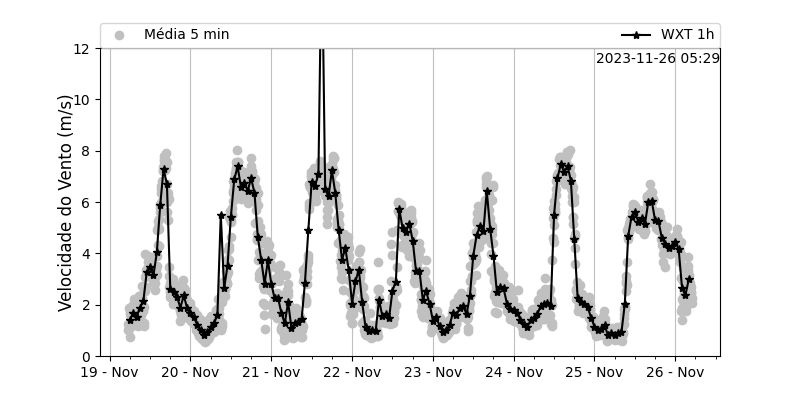 Média 5 min
WXT 1h
2023-11-26 05:29
Velocidade do Vento (m/s)
12
10
8
6
4
2
0
19 - Nov
20 - Nov
21 - Nov
22 - Nov
23 - Nov
24 - Nov
25 - Nov
26 - Nov